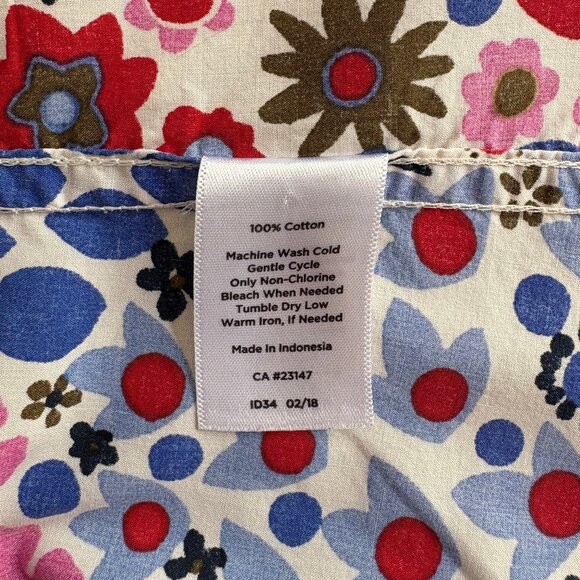 100% Cotton
Machine Wash Cold
Gentle Cycle
Only Non-Chlorine
Bleach When Needed
Tumble Dry Low
Warm Iron, If Needed
Made In Indonesia
CA #23147
ID34 02/18